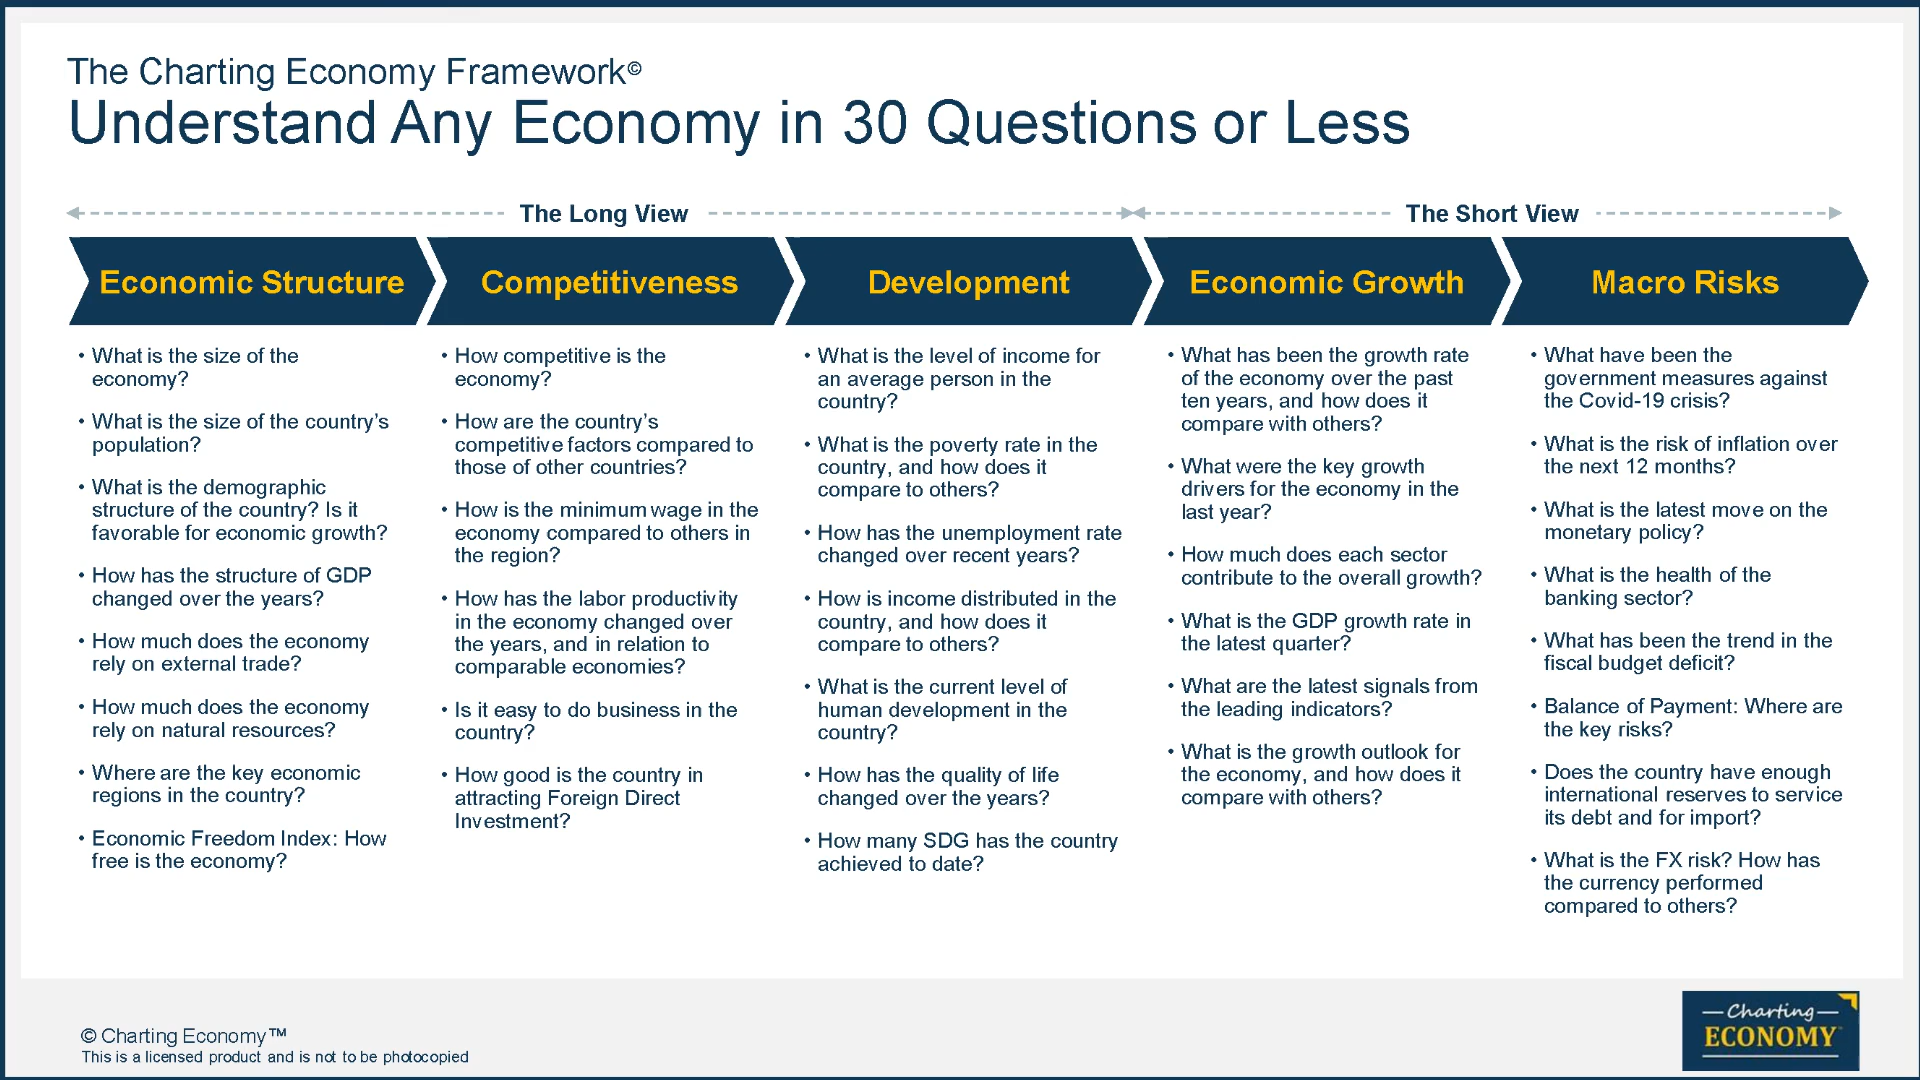 The Charting Economy Framework©
Understand Any Economy in 30 Questions or Less
The Long View
The Short View
Economic Structure
Competitiveness
Development
Economic Growth
Macro Risks
• What is the size of the
economy?
• What is the size of the country’s
population?
• What is the demographic
structure of the country? Is it
favorable for economic growth?
• How has the structure of GDP
changed over the years?
• How much does the economy
rely on external trade?
• How much does the economy
rely on natural resources?
• Where are the key economic
regions in the country?
• Economic Freedom Index: How
free is the economy?
• How competitive is the
economy?
• How are the country’s
competitive factors compared to
those of other countries?
• How is the minimum wage in the
economy compared to others in
the region?
• How has the labor productivity
in the economy changed over
the years, and in relation to
comparable economies?
• Is it easy to do business in the
country?
• How good is the country in
attracting Foreign Direct
Investment?
• What is the level of income for
an average person in the
country?
• What is the poverty rate in the
country, and how does it
compare to others?
• How has the unemployment rate
changed over recent years?
• How is income distributed in the
country, and how does it
compare to others?
• What is the current level of
human development in the
country?
• How has the quality of life
changed over the years?
• How many SDG has the country
achieved to date?
• What has been the growth rate
of the economy over the past
ten years, and how does it
compare with others?
• What were the key growth
drivers for the economy in the
last year?
• How much does each sector
contribute to the overall growth?
• What is the GDP growth rate in
the latest quarter?
• What are the latest signals from
the leading indicators?
• What is the growth outlook for
the economy, and how does it
compare with others?
• What have been the
government measures against
the Covid-19 crisis?
• What is the risk of inflation over
the next 12 months?
• What is the latest move on the
monetary policy?
• What is the health of the
banking sector?
• What has been the trend in the
fiscal budget deficit?
• Balance of Payment: Where are
the key risks?
• Does the country have enough
international reserves to service
its debt and for import?
• What is the FX risk? How has
the currency performed
compared to others?
© Charting Economy™
This is a licensed product and is not to be photocopied
Charting
ECONOMY